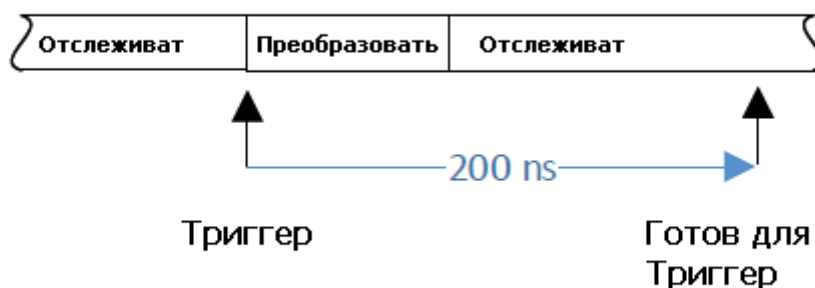 Отслеживат Преобразовать Отслеживат
200 ns
Триггер
Готов для
Триггер